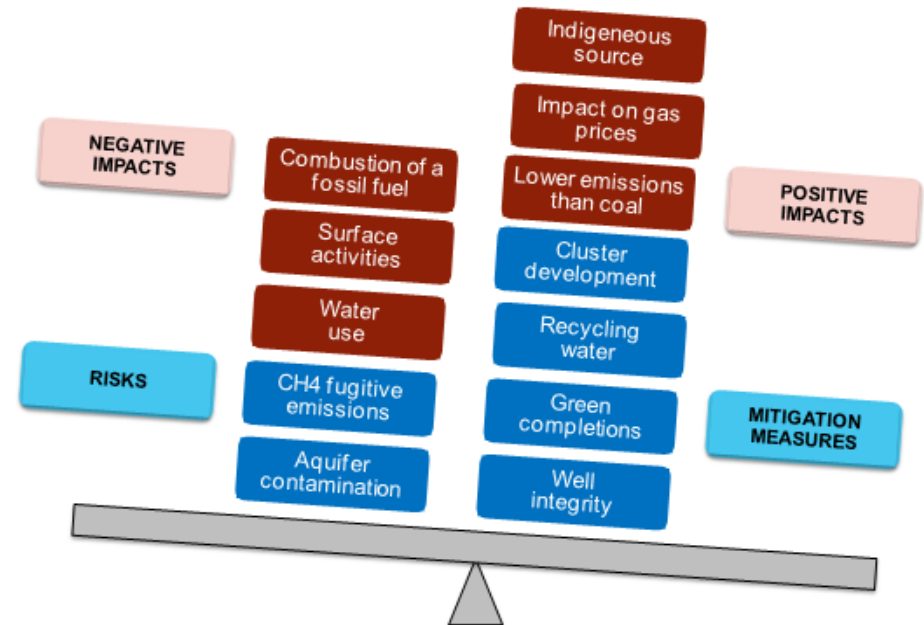 NEGATIVE
IMPACTS
RISKS
Combustion of a
fossil fuel
Surface
activities
Water
use
CH4 fugitive
emissions
Aquifer
contamination
Indigeneous
source
Impact on gas
prices
Lower emissions
than coal
Cluster
development
Recycling
water
Green
completions
Well
integrity
POSITIVE
IMPACTS
MITIGATION
MEASURES